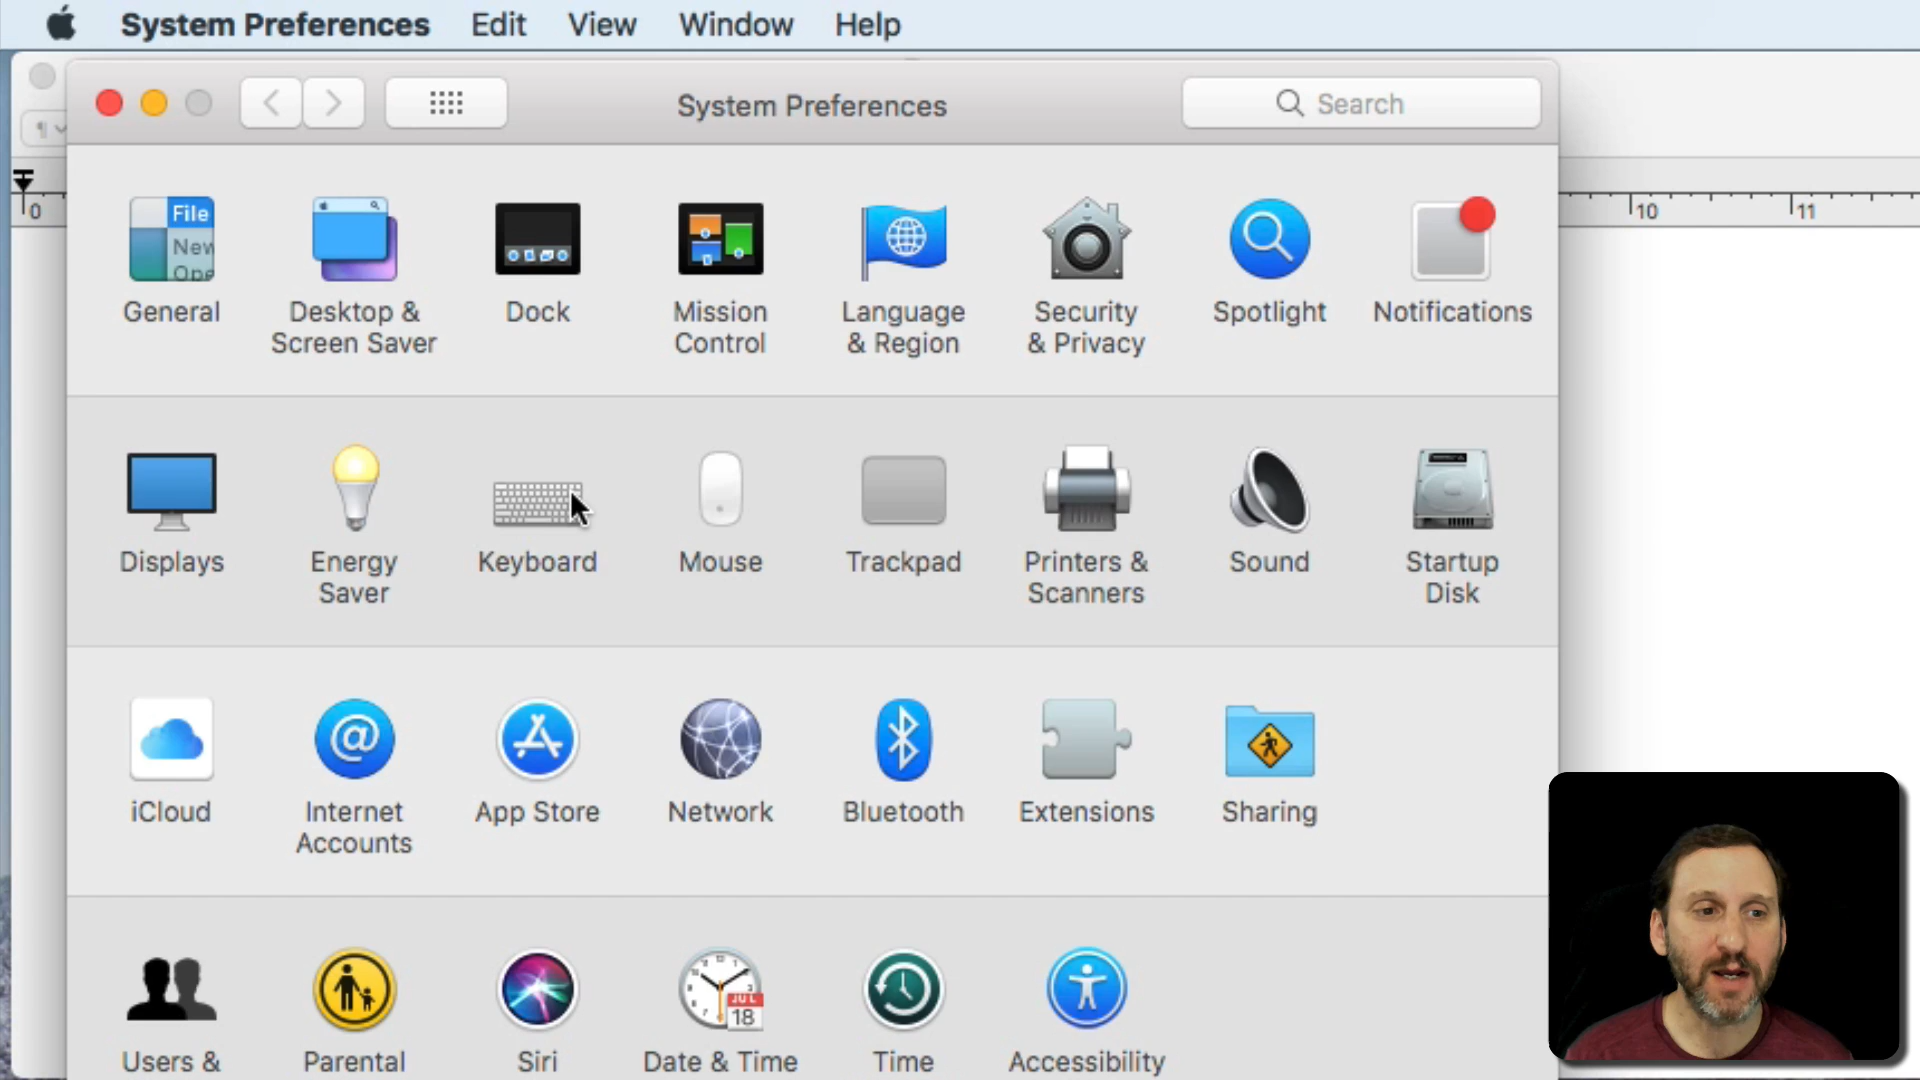 System Preferences Edit View Window Help
System Preferences
Search
0
10
11
File
New
Ope
General
Desktop &
Screen Saver
Dock
Mission
Control
Language
& Region
Security
& Privacy
Spotlight
Notifications
Displays
Energy
Saver
Keyboard
Mouse
Trackpad
Printers &
Scanners
Sound
Startup
Disk
iCloud
@
Internet
Accounts
App Store
Network
Bluetooth
Extensions
Sharing
Users &
Parental
Siri
JUL
18
Date & Time
Time
Accessibility